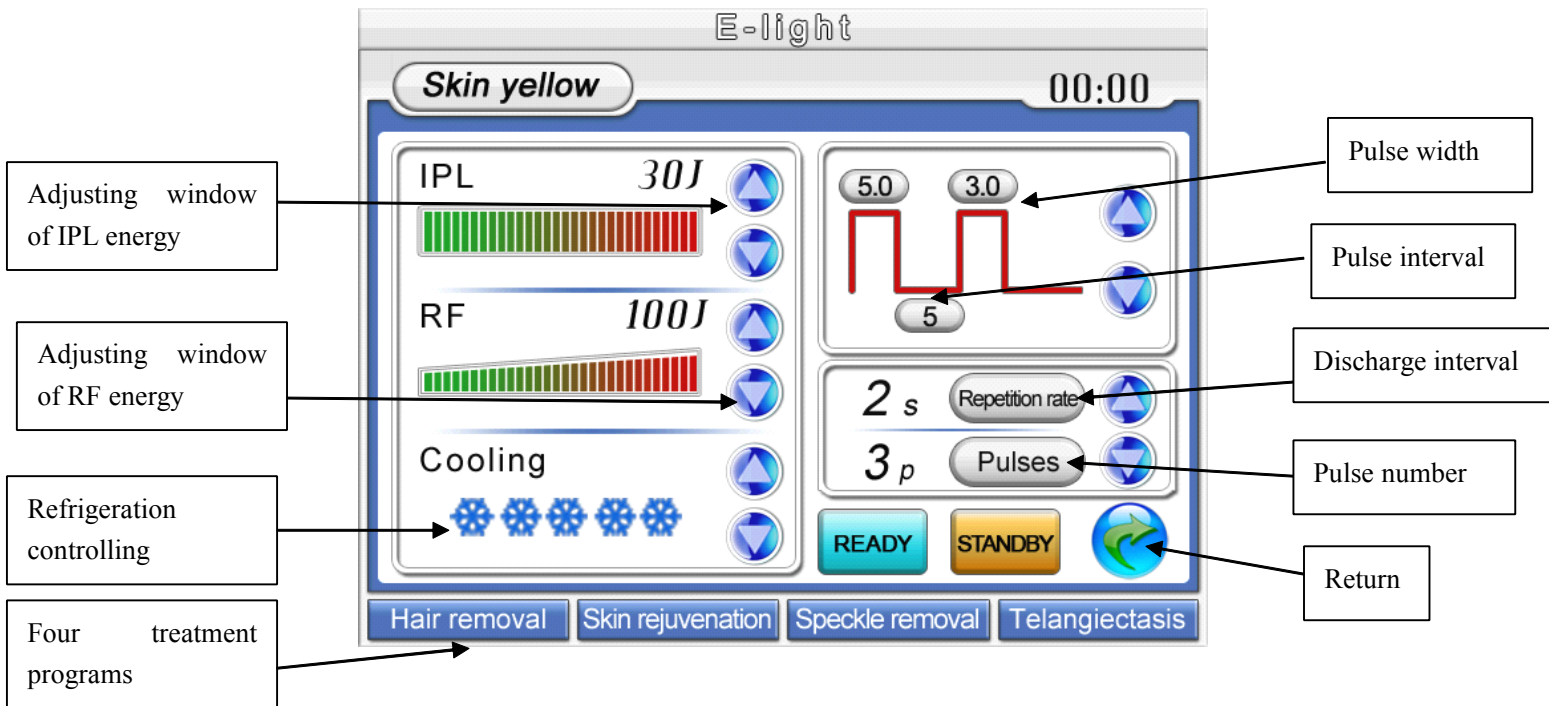 E-light
Skin yellow
00:00
Adjusting window
of IPL energy
IPL
30J
5.0
3.0
Pulse width
5
Pulse interval
Adjusting window
of RF energy
RF
100J
2 s
Repetition rate
Discharge interval
3 p
Pulses
Pulse number
Refrigeration
controlling
Cooling
READY
STANDBY
Return
Four treatment
programs
Hair removal
Skin rejuvenation
Speckle removal
Telangiectasis